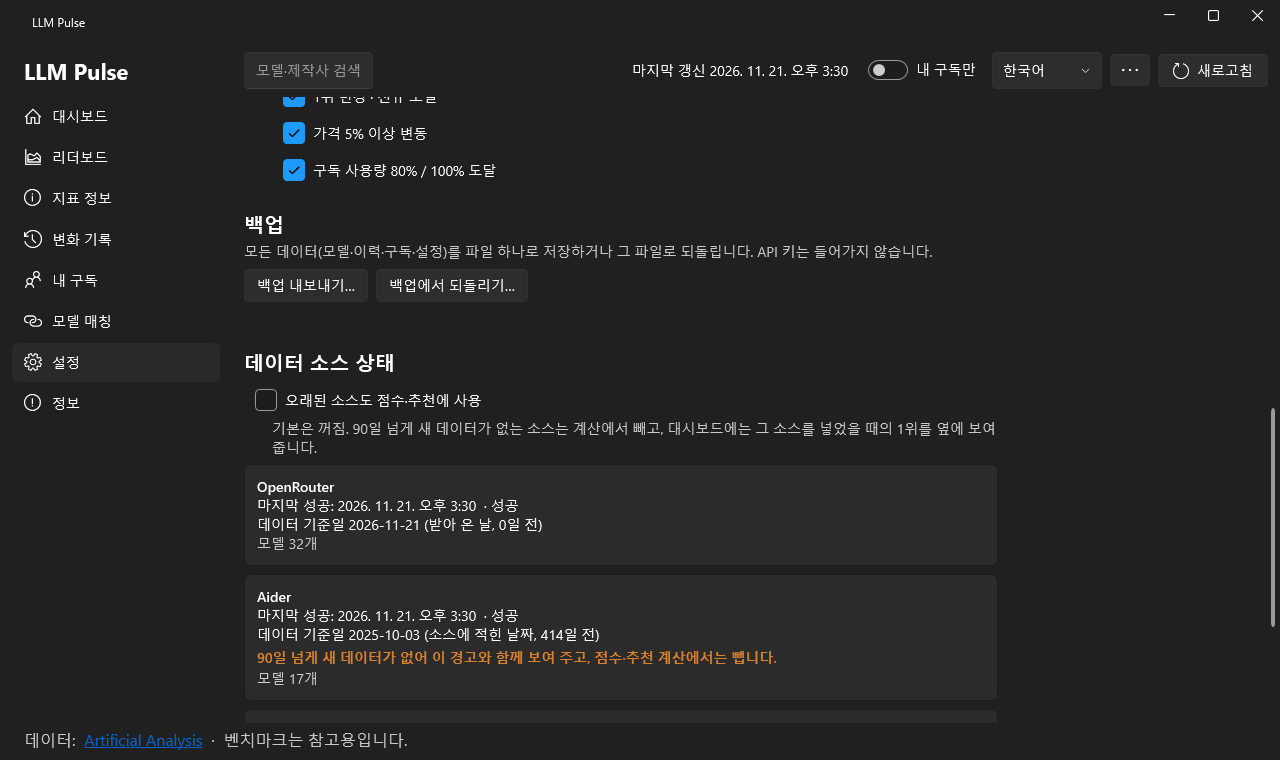 LLM Pulse
LLM Pulse
모델·제작사 검색
마지막 갱신 2026. 11. 21. 오후 3:30
내 구독만
한국어
새로고침
대시보드
리더보드
지표 정보
변화 기록
내 구독
모델 매칭
설정
정보
가격 5% 이상 변동
구독 사용량 80% / 100% 도달
백업
모든 데이터(모델·이력·구독·설정)를 파일 하나로 저장하거나 그 파일로 되돌립니다. API 키는 들어가지 않습니다.
백업 내보내기...
백업에서 되돌리기...
데이터 소스 상태
오래된 소스도 점수·추천에 사용
기본은 꺼짐. 90일 넘게 새 데이터가 없는 소스는 계산에서 빼고, 대시보드에는 그 소스를 넣었을 때의 1위를 옆에 보여
줍니다.
OpenRouter
마지막 성공: 2026. 11. 21. 오후 3:30 · 성공
데이터 기준일 2026-11-21 (받아 온 날, 0일 전)
모델 32개
Aider
마지막 성공: 2026. 11. 21. 오후 3:30 · 성공
데이터 기준일 2025-10-03 (소스에 적힌 날짜, 414일 전)
90일 넘게 새 데이터가 없어 이 경고와 함께 보여 주고, 점수·추천 계산에서는 뺍니다.
모델 17개
데이터: Artificial Analysis · 벤치마크는 참고용입니다.